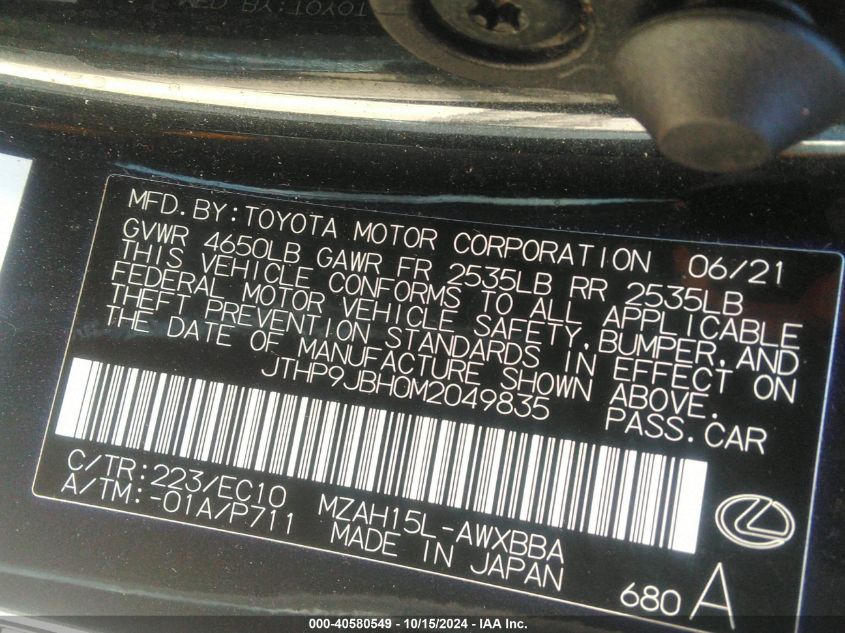 TOYOTA:
MFD.BY:TOYOTA MOTOR CORPORATION 06/21
GVWR 4650LB GAWR FR 2535LB RR 2535LB
THIS VEHICLE CONFORMS TO ALL APPLICABLE
FEDERAL MOTOR VEHICLE SAFETY,BUMPER,AND
THEFT PREVENTION STANDARDS IN EFFECT ON
THE DATE OF MANUFACTURE SHOWN ABOVE.
JTHP9JBH0M2049835 PASS.CAR
C/TR:223/EC10 MZAH15L-AWXBBA
A/TM:-01A/P711 MADE IN JAPAN
680 A
000-40580549 - 10/15/2024 - IAA Inc.